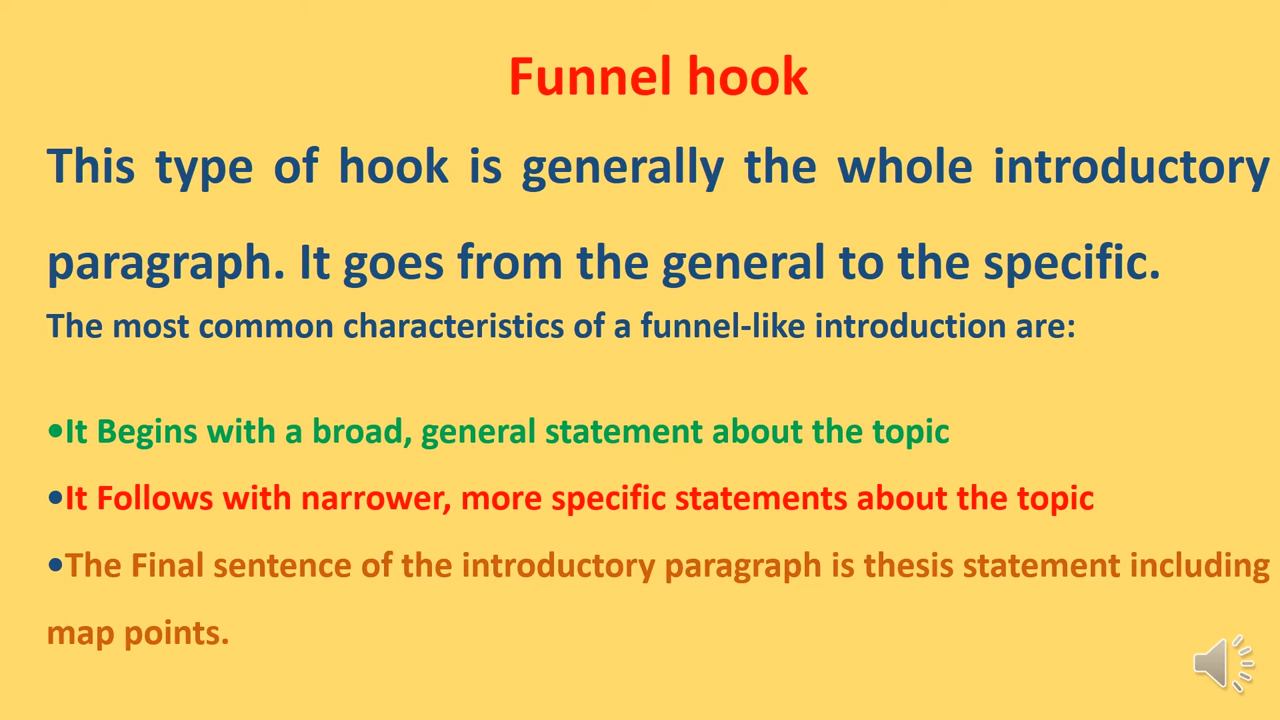 Funnel hook
This type of hook is generally the whole introductory
paragraph. It goes from the general to the specific.
The most common characteristics of a funnel-like introduction are:
•It Begins with a broad, general statement about the topic
•It Follows with narrower, more specific statements about the topic
•The Final sentence of the introductory paragraph is thesis statement including
map points.